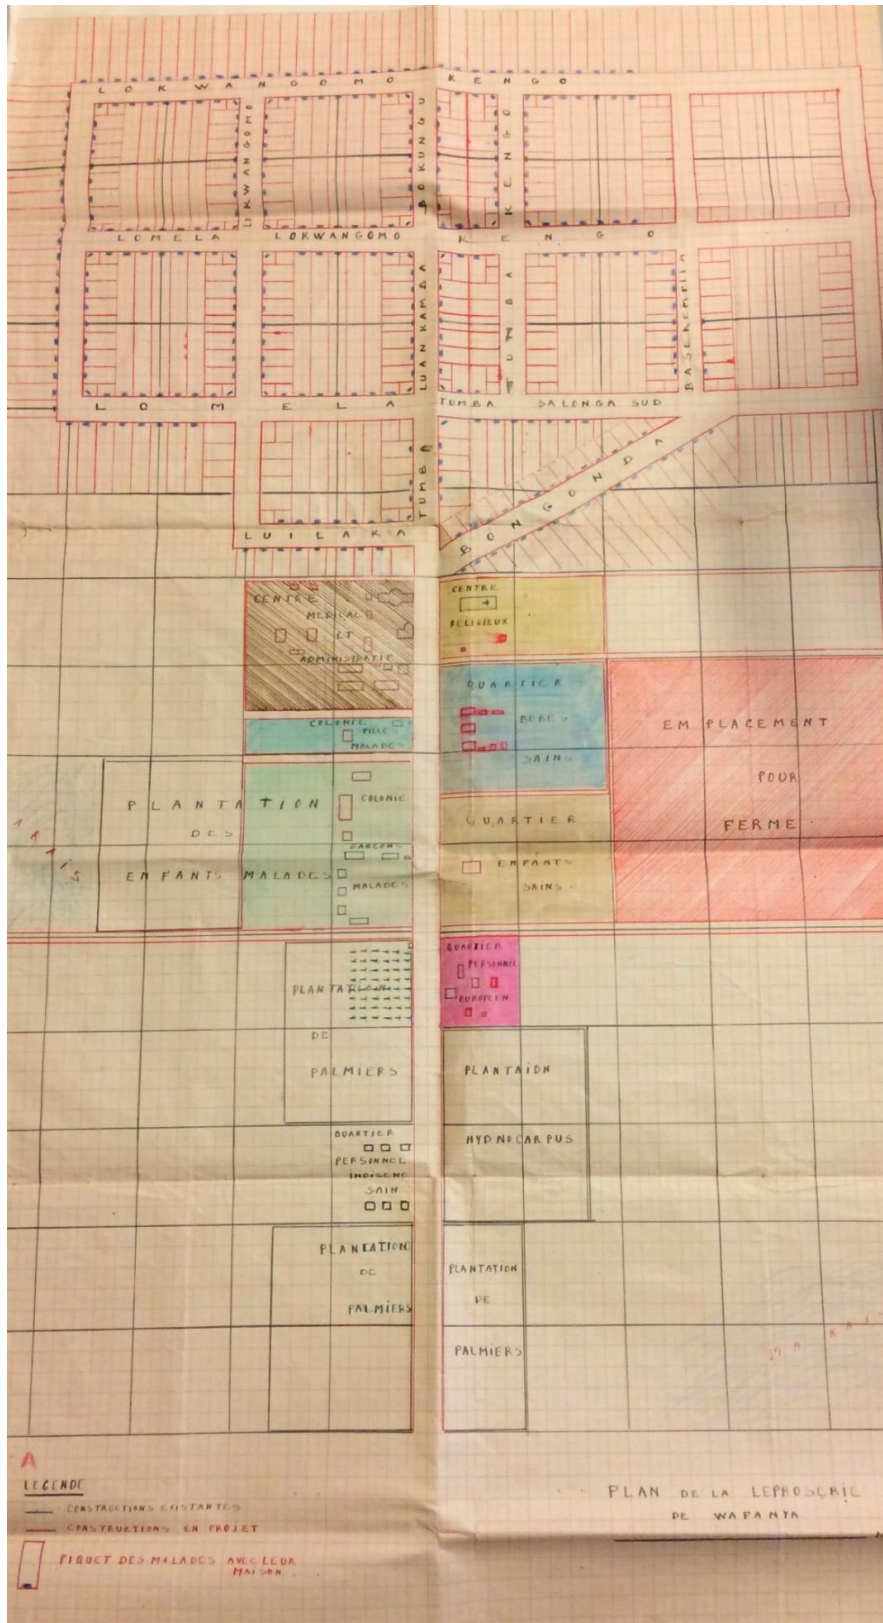 LOKWANGOMO KENGO
LOKWANGOMO
BOKUNGU
KENGO
LOMELA LOKWANGOMO KENGO
LUANKAMBA
TUMBA
LOMELA TUMBA SALONGA SUD
TUMBA
BONGONDA
LUILAKA
CENTRE
MEDICAL
ET
ADMINISTRATIF
CENTRE
RELIGIEUX
COLONIE
FILLES
MALADES
QUARTIER
BEBES
SAINS
EMPLACEMENT
POUR
FERME
PLANTATION
DES
ENFANTS MALADES
COLONIE
GARCONS
MALADES
QUARTIER
ENFANTS
SAINS
PLANTATION
DE
PALMIERS
QUARTIER
PERSONNEL
EUROPEEN
PLANTAION
HYDNOCARPUS
QUARTIER
PERSONNEL
INDIGENE
SAIN
PLANTATION
DE
PALMIERS
PLANTATION
DE
PALMIERS
MARAIS
A
LEGENDE
CONSTRUCTIONS EXISTANTES
CONSTRUCTIONS EN PROJET
PIQUET DES MALADES AVEC LEUR
MAISON
PLAN DE LA LEPROSERIE
DE WAFANYA